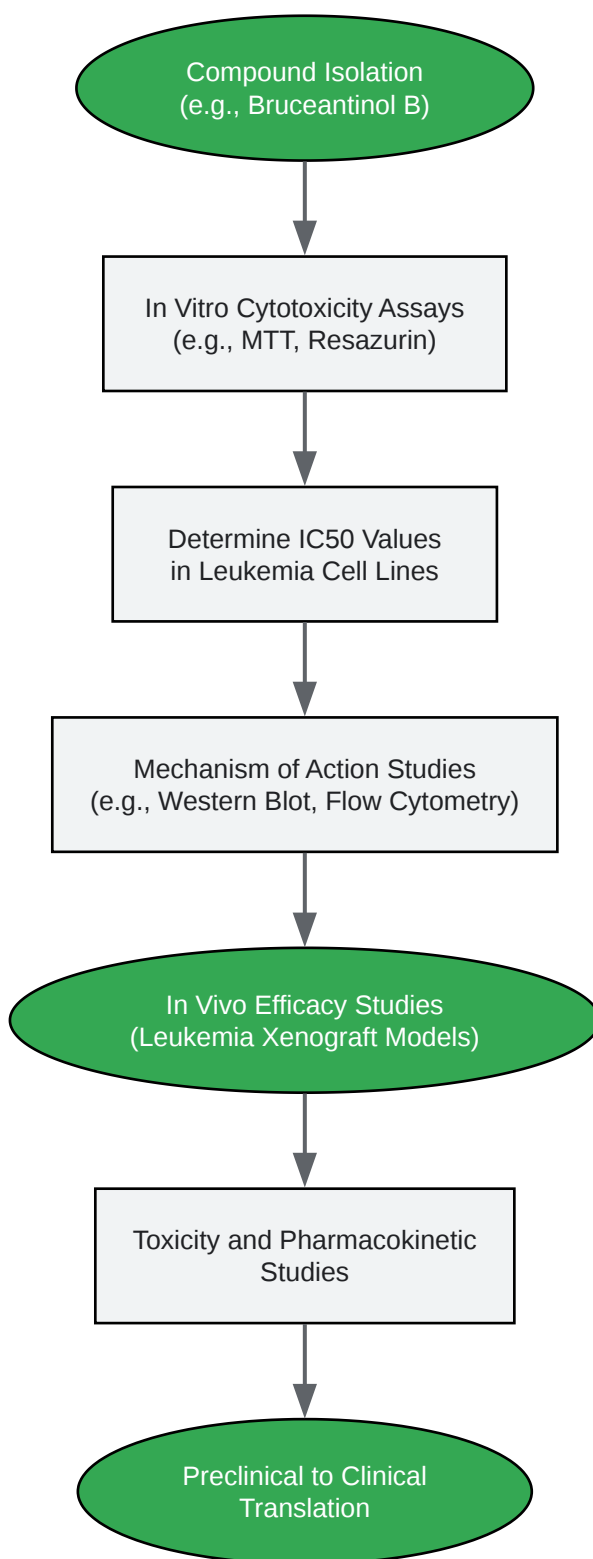 Compound Isolation
(e.g., Bruceantinol B)
In Vitro Cytotoxicity Assays
(e.g., MTT, Resazurin)
Determine IC50 Values
in Leukemia Cell Lines
Mechanism of Action Studies
(e.g., Western Blot, Flow Cytometry)
In Vivo Efficacy Studies
(Leukemia Xenograft Models)
Toxicity and Pharmacokinetic
Studies
Preclinical to Clinical
Translation